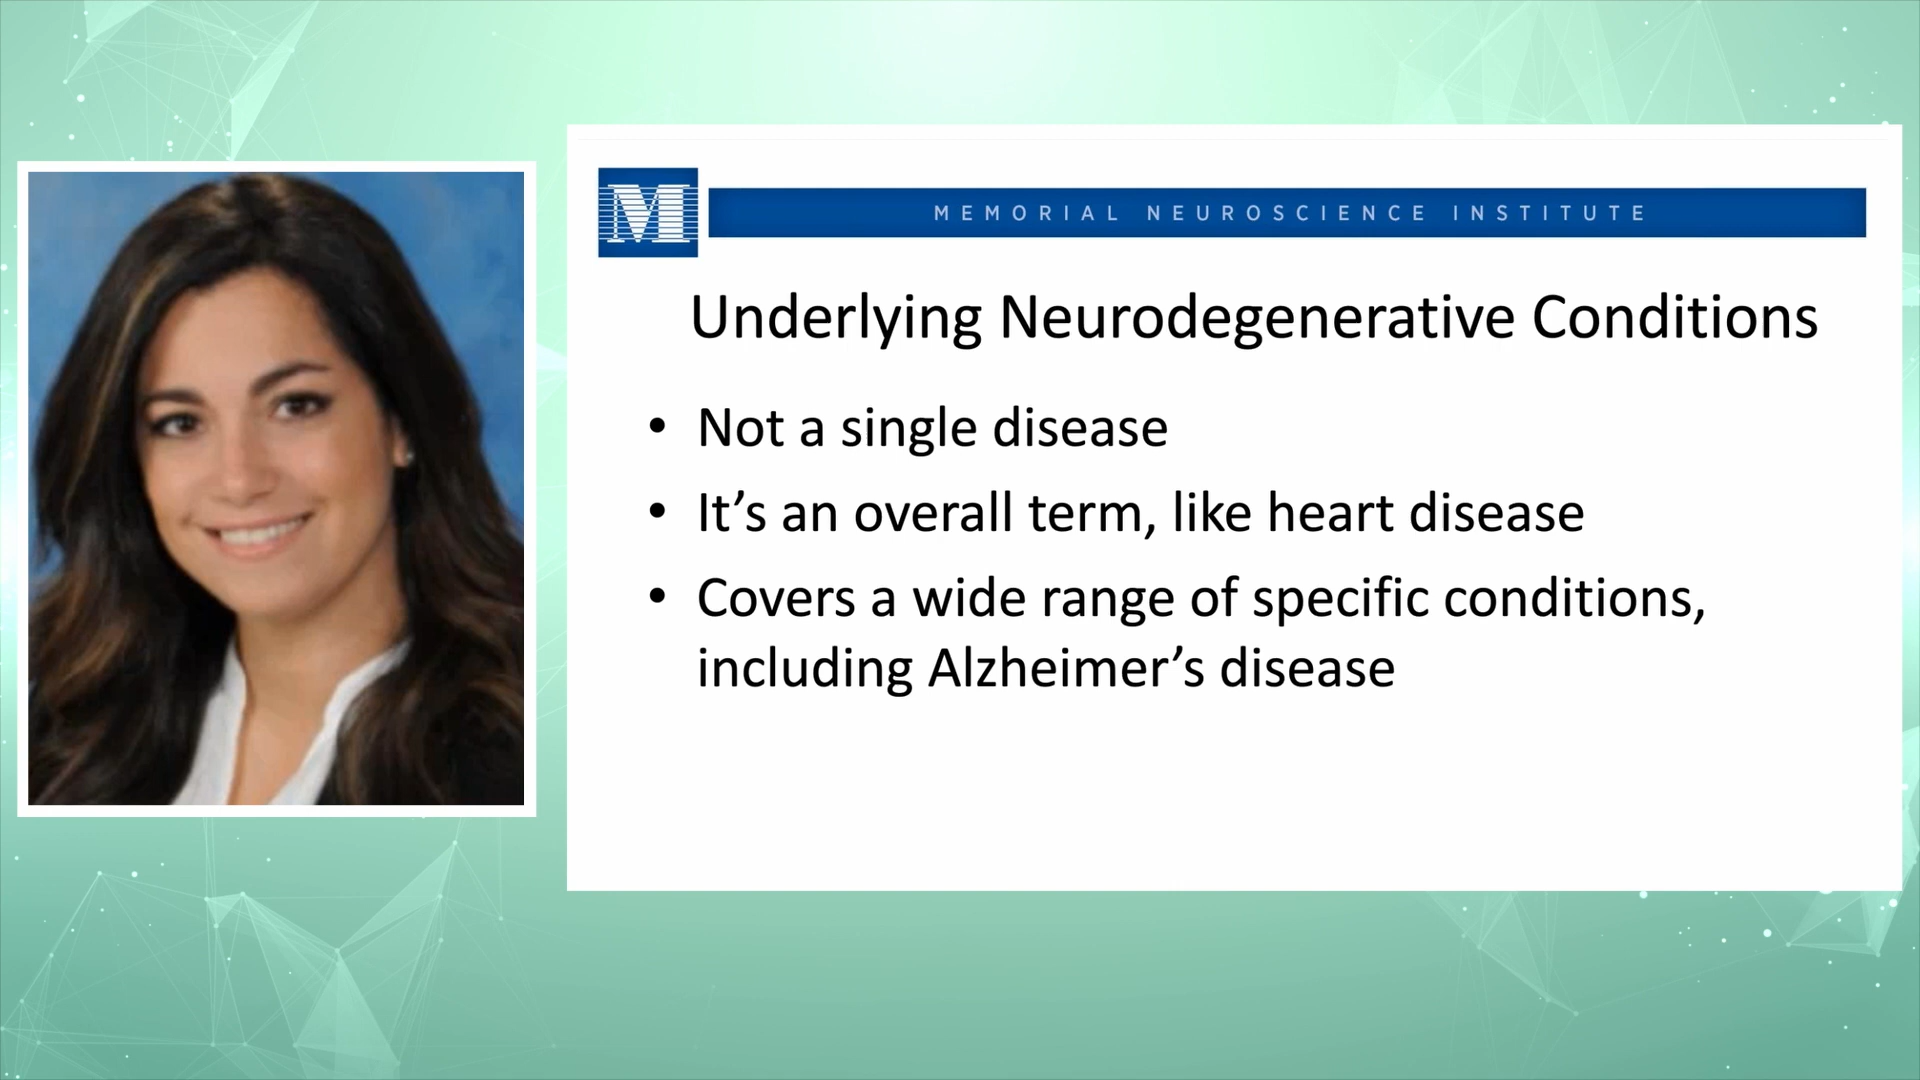 M
MEMORIAL NEUROSCIENCE INSTITUTE
Underlying Neurodegenerative Conditions
• Not a single disease
• It’s an overall term, like heart disease
• Covers a wide range of specific conditions,
including Alzheimer’s disease